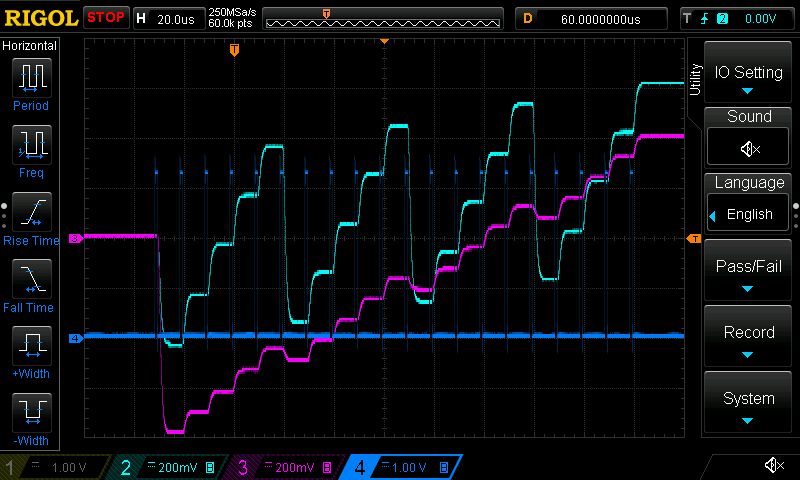 RIGOL STOP H 20.0us 250MSa/s D 60.0000000us T 2 0.00V
60.0k pts
Horizontal
Period
Freq
Rise Time
Fall Time
+Width
-Width
T
T
3
4
Utility
IO Setting
Sound
Language
English
Pass/Fail
Record
System
1 1.00 V 2 200mV B 3 200mV B 4 1.00 V B